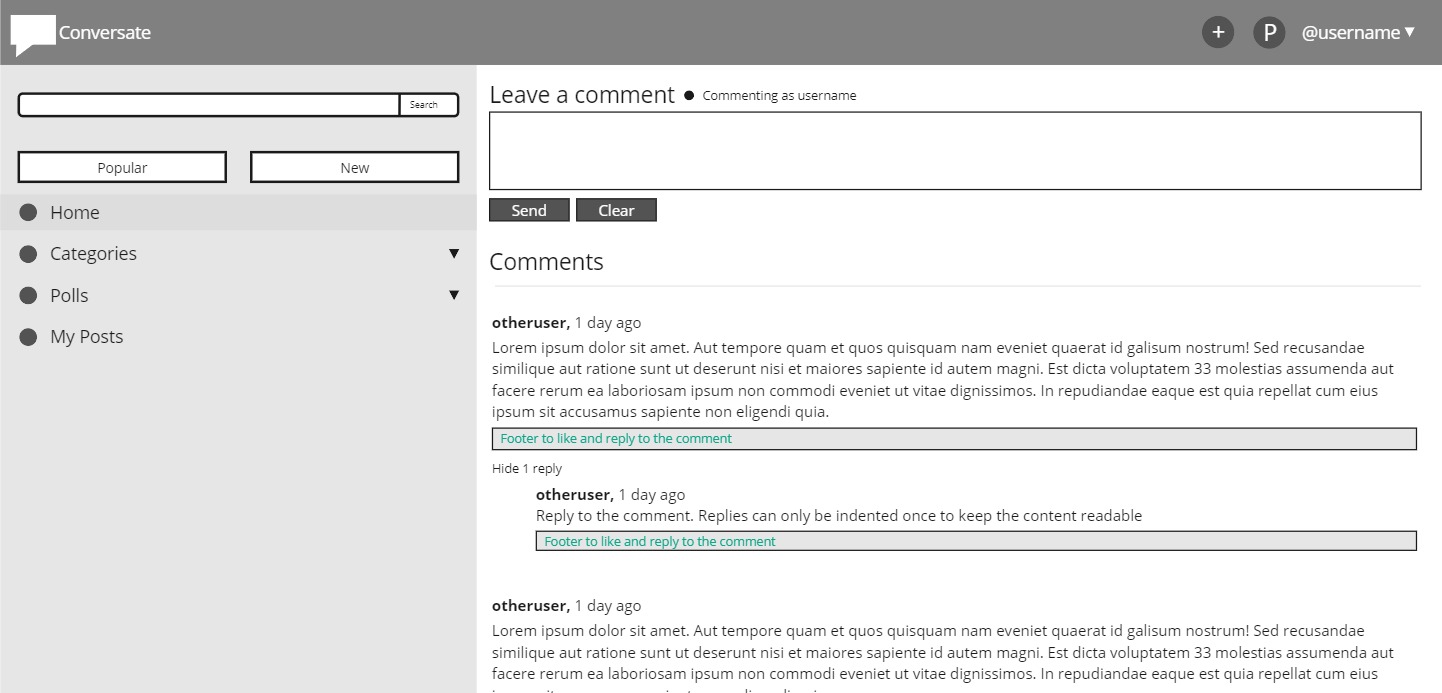 Conversate
+ P @username
Search
Popular New
Home
Categories
Polls
My Posts
Leave a comment Commenting as username
Send Clear
Comments
otheruser, 1 day ago
Lorem ipsum dolor sit amet. Aut tempore quam et quos quisquam nam eveniet quaerat id galisum nostrum! Sed recusandae
similique aut ratione sunt ut deserunt nisi et maiores sapiente id autem magni. Est dicta voluptatem 33 molestias assumenda aut
facere rerum ea laboriosam ipsum non commodi eveniet ut vitae dignissimos. In repudiandae eaque est quia repellat cum eius
ipsum sit accusamus sapiente non eligendi quia.
Footer to like and reply to the comment
Hide 1 reply
otheruser, 1 day ago
Reply to the comment. Replies can only be indented once to keep the content readable
Footer to like and reply to the comment
otheruser, 1 day ago
Lorem ipsum dolor sit amet. Aut tempore quam et quos quisquam nam eveniet quaerat id galisum nostrum! Sed recusandae
similique aut ratione sunt ut deserunt nisi et maiores sapiente id autem magni. Est dicta voluptatem 33 molestias assumenda aut
facere rerum ea laboriosam ipsum non commodi eveniet ut vitae dignissimos. In repudiandae eaque est quia repellat cum eius